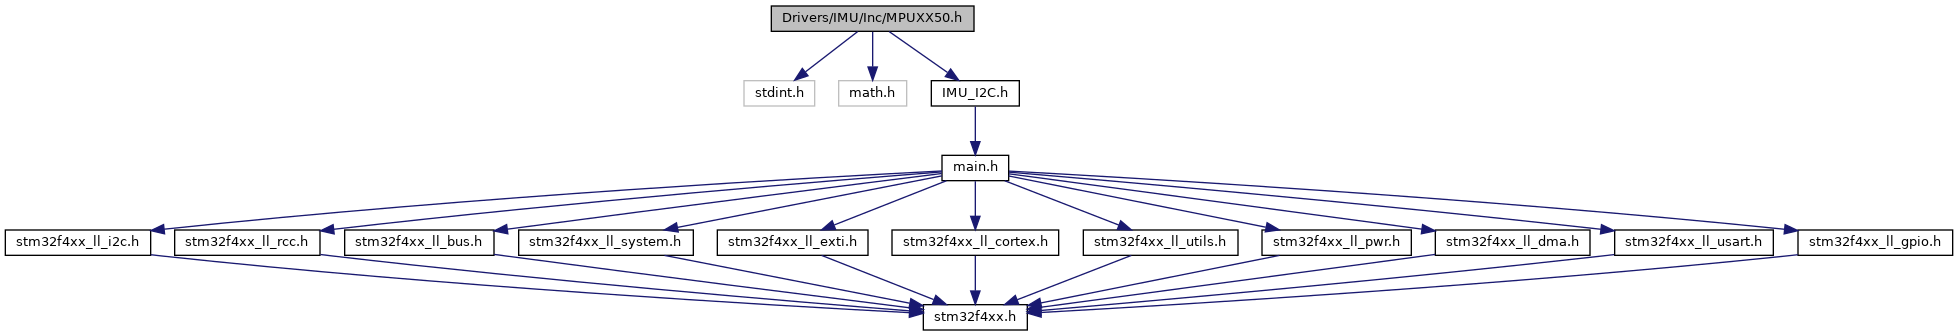 Drivers/IMU/Inc/MPUXX50.h
stdint.h
math.h
IMU_I2C.h
main.h
stm32f4xx_ll_i2c.h
stm32f4xx_ll_rcc.h
stm32f4xx_ll_bus.h
stm32f4xx_ll_system.h
stm32f4xx_ll_exti.h
stm32f4xx_ll_cortex.h
stm32f4xx_ll_utils.h
stm32f4xx_ll_pwr.h
stm32f4xx_ll_dma.h
stm32f4xx_ll_usart.h
stm32f4xx_ll_gpio.h
stm32f4xx.h